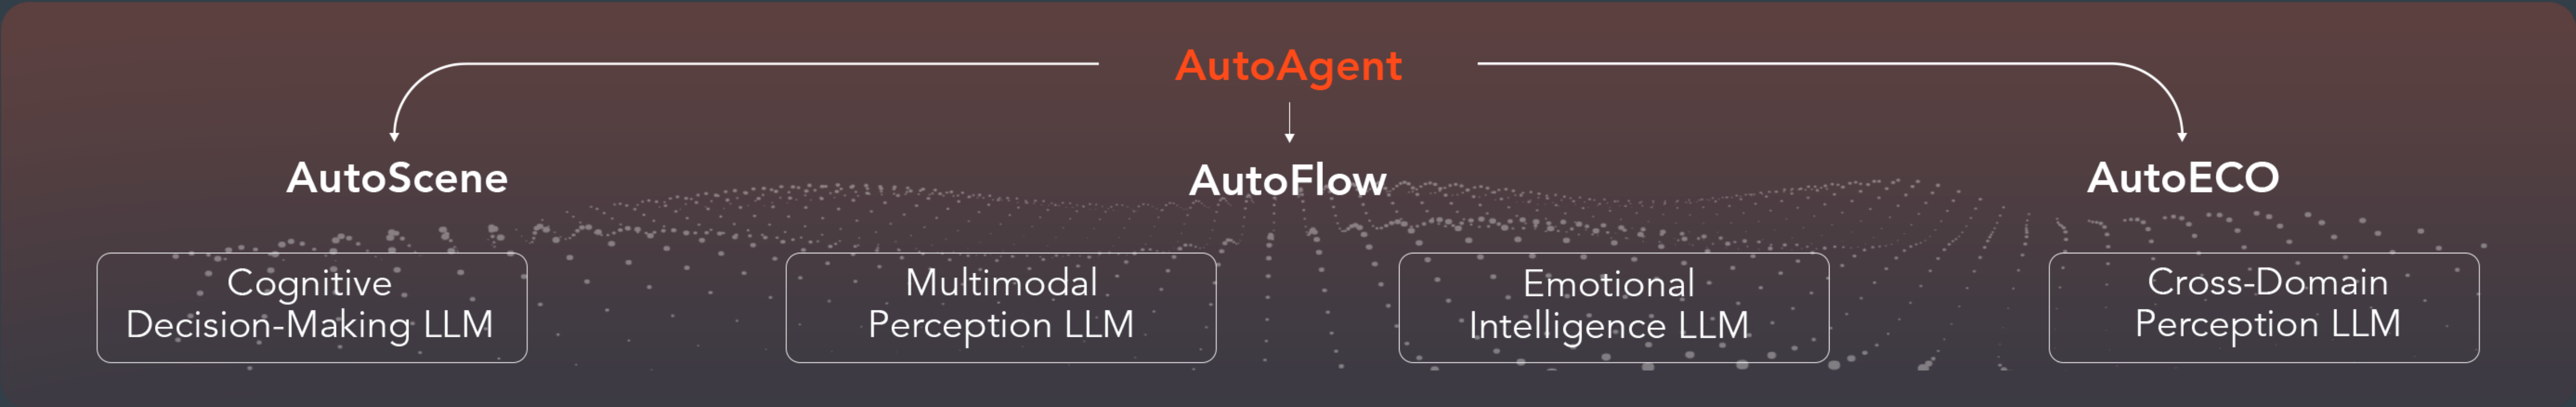 AutoAgent
AutoScene
AutoFlow
AutoECO
Cognitive
Decision-Making LLM
Multimodal
Perception LLM
Emotional
Intelligence LLM
Cross-Domain
Perception LLM